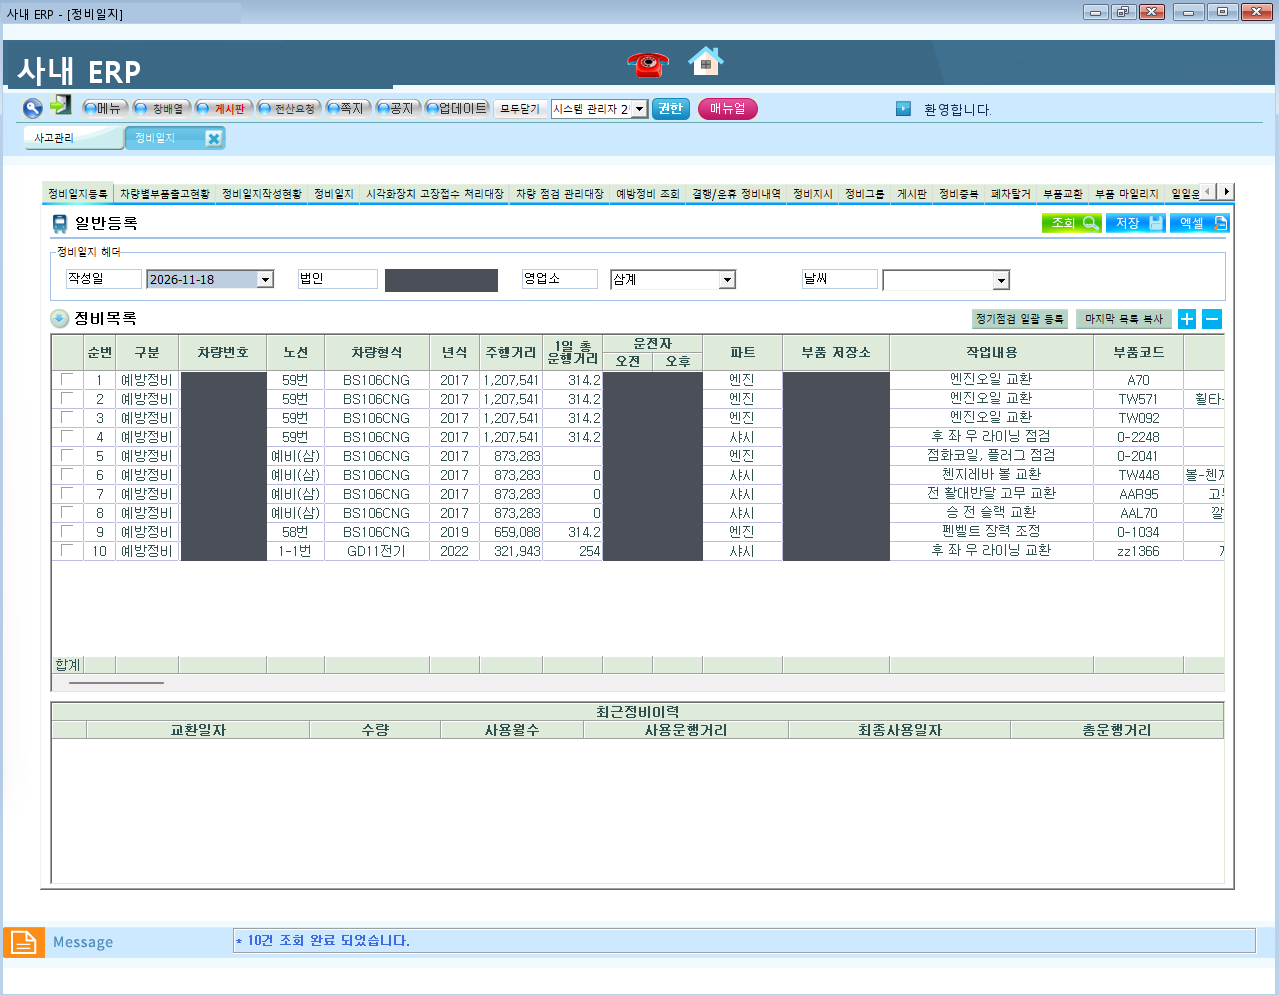 사내 ERP - [정비일지]
사내 ERP
메뉴 창배열 게시판 전산요청 쪽지 공지 업데이트 모두닫기 시스템 관리자 2 권한 매뉴얼 환영합니다.
사고관리 정비일지
정비일지등록 차량별부품출고현황 정비일지작성현황 정비일지 시각화장치 고장접수 처리대장 차량 점검 관리대장 예방정비 조회 결행/운휴 정비내역 정비지시 정비그룹 게시판 정비중복 폐차탈거 부품교환 부품 마일리지
일반등록 조회 저장 엑셀
정비일지 헤더
작성일 2026-11-18 법인 영업소 삼계 날씨
정비목록 정기점검 일괄 등록 마지막 목록 복사
순번 구분 차량번호 노선 차량형식 년식 주행거리 1일 총 운행거리 운전자 오전 오후 파트 부품 저장소 작업내용 부품코드
1 예방정비 59번 BS106CNG 2017 1,207,541 314.2 엔진 엔진오일 교환 A70
2 예방정비 59번 BS106CNG 2017 1,207,541 314.2 엔진 엔진오일 교환 TW571 휠타-
3 예방정비 59번 BS106CNG 2017 1,207,541 314.2 엔진 엔진오일 교환 TW092
4 예방정비 59번 BS106CNG 2017 1,207,541 314.2 샤시 후 좌 우 라이닝 점검 0-2248
5 예방정비 예비(삼) BS106CNG 2017 873,283 엔진 점화코일, 플러그 점검 0-2041
6 예방정비 예비(삼) BS106CNG 2017 873,283 0 샤시 첸지레바 볼 교환 TW448 볼-첸지
7 예방정비 예비(삼) BS106CNG 2017 873,283 0 샤시 전 활대반달 고무 교환 AAR95
8 예방정비 예비(삼) BS106CNG 2017 873,283 0 샤시 승 전 슬랙 교환 AAL70 깔
9 예방정비 58번 BS106CNG 2019 659,088 314.2 엔진 펜벨트 장력 조정 0-1034
10 예방정비 1-1번 GD11전기 2022 321,943 254 샤시 후 좌 우 라이닝 교환 zz1366
합계
최근정비이력
교환일자 수량 사용월수 사용운행거리 최종사용일자 총운행거리
Message * 10건 조회 완료 되었습니다.